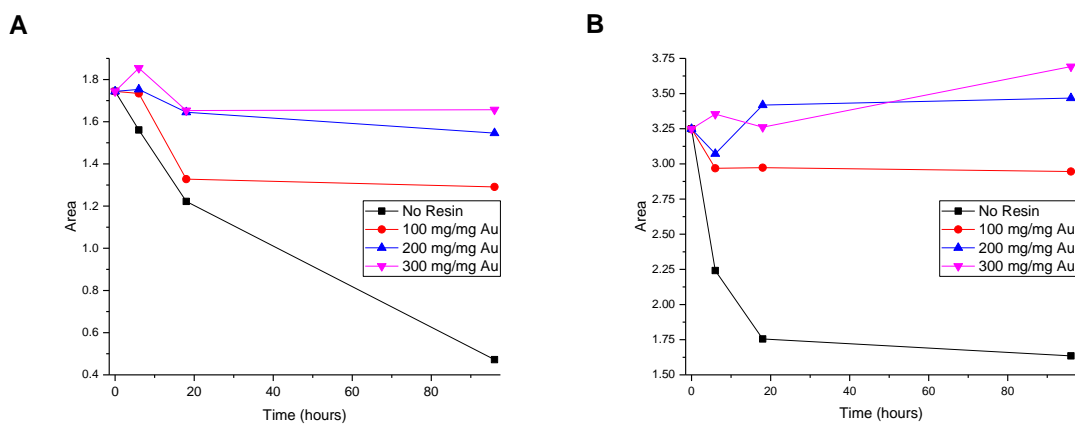 A
1.8
1.6
1.4
1.2
1.0
0.8
0.6
0.4
Area
0
20
40
60
80
Time (hours)
No Resin
100 mg/mg Au
200 mg/mg Au
300 mg/mg Au
B
3.75
3.50
3.25
3.00
2.75
2.50
2.25
2.00
1.75
1.50
Area
0
20
40
60
80
Time (hours)
No Resin
100 mg/mg Au
200 mg/mg Au
300 mg/mg Au